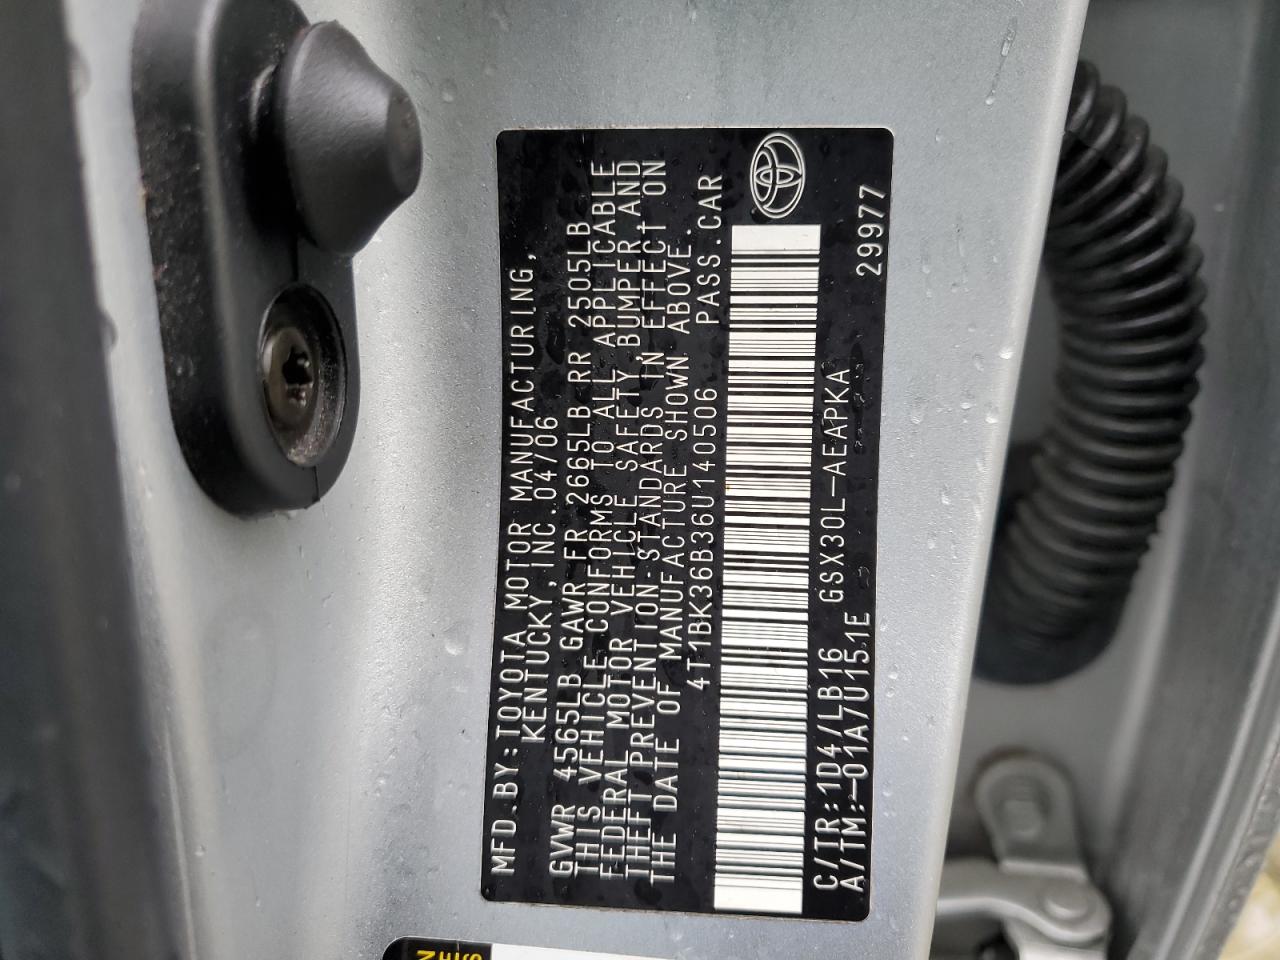 MFD.BY:TOYOTA MOTOR MANUFACTURING,
KENTUCKY,INC.04/06
GVWR 4565LB GAWR FR 2665LB RR 2505LB
THIS VEHICLE CONFORMS TO ALL APPLICABLE
FEDERAL MOTOR VEHICLE SAFETY,BUMPER,AND
THEFT PREVENTION STANDARDS IN EFFECT ON
THE DATE OF MANUFACTURE SHOWN ABOVE.
4T1BK36B36U140506 PASS.CAR
C/TR:1D4/LB16 GSX30L-AEAPKA 29977
A/TM:-01A/U151E